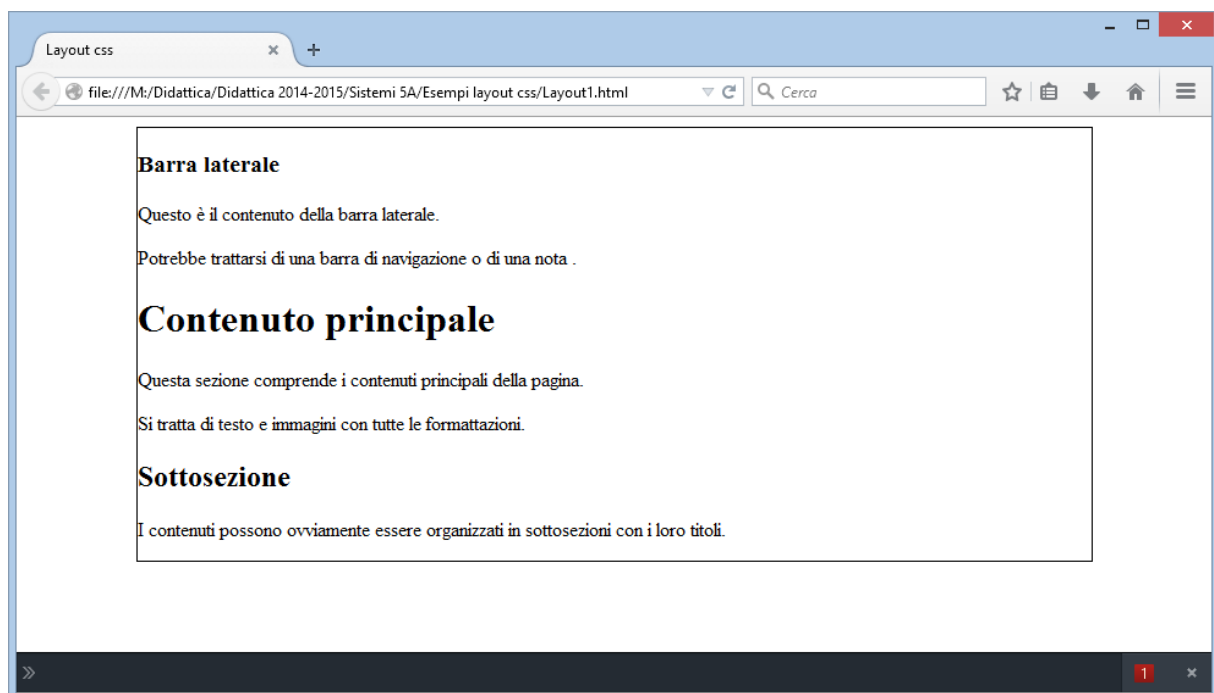 Layout css
file:///M:/Didattica/Didattica 2014-2015/Sistemi 5A/Esempi layout css/Layout1.html
Cerca
Barra laterale
Questo è il contenuto della barra laterale.
Potrebbe trattarsi di una barra di navigazione o di una nota .
Contenuto principale
Questa sezione comprende i contenuti principali della pagina.
Si tratta di testo e immagini con tutte le formattazioni.
Sottosezione
I contenuti possono ovviamente essere organizzati in sottosezioni con i loro titoli.
1